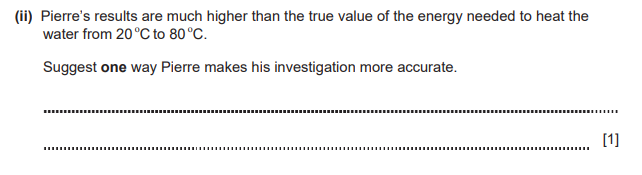 (ii) Pierre's results are much higher than the true value of the energy needed to heat the
water from 20 °C to 80 °C.
Suggest one way Pierre makes his investigation more accurate.
[1]